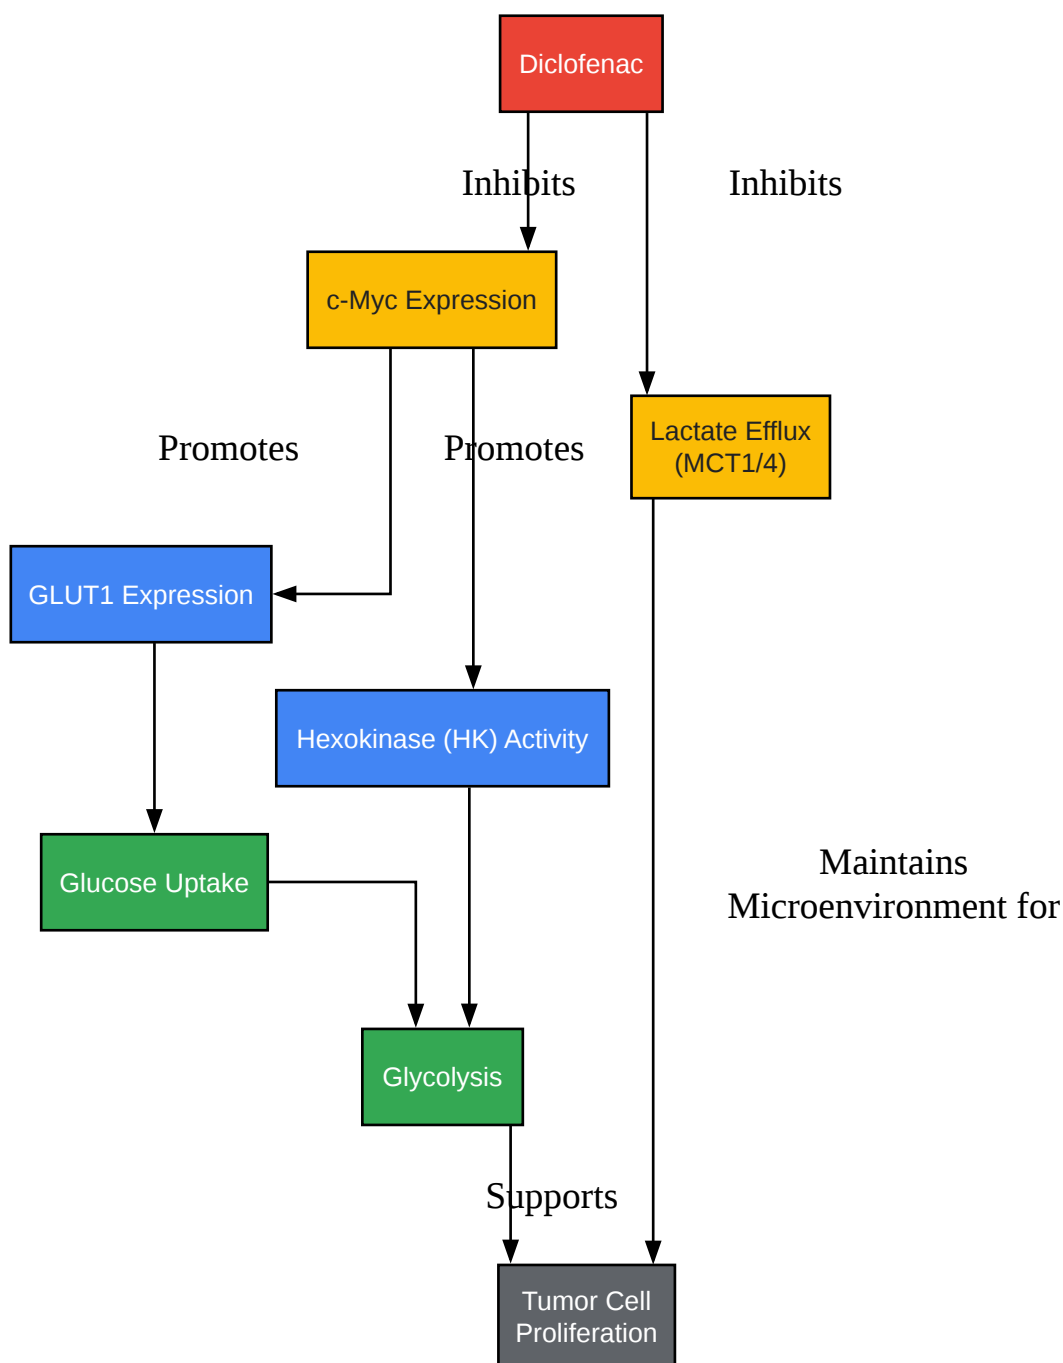 Diclofenac
Inhibits
Inhibits
c-Myc Expression
Lactate Efflux
(MCT1/4)
Promotes
Promotes
GLUT1 Expression
Hexokinase (HK) Activity
Glucose Uptake
Maintains
Microenvironment for
Glycolysis
Supports
Tumor Cell
Proliferation